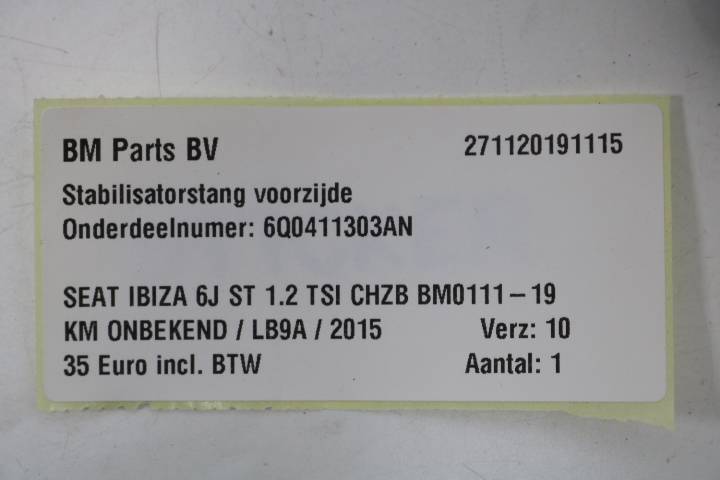 BM Parts BV 271120191115
Stabilisatorstang voorzijde
Onderdeelnumer: 6Q0411303AN
SEAT IBIZA 6J ST 1.2 TSI CHZB BM0111–19
KM ONBEKEND / LB9A / 2015 Verz: 10
35 Euro incl. BTW Aantal: 1